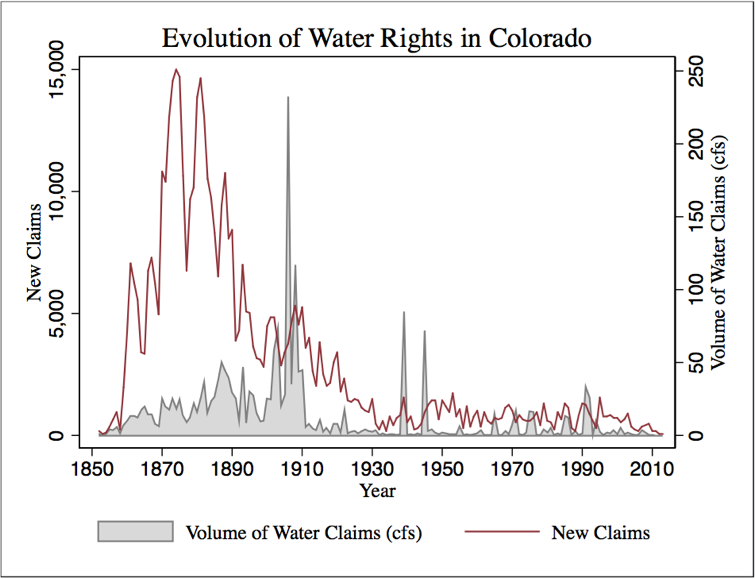 Evolution of Water Rights in Colorado
15,000
10,000
5,000
0
New Claims
250
200
150
100
50
0
Volume of Water Claims (cfs)
1850 1870 1890 1910 1930 1950 1970 1990 2010
Year
Volume of Water Claims (cfs) New Claims